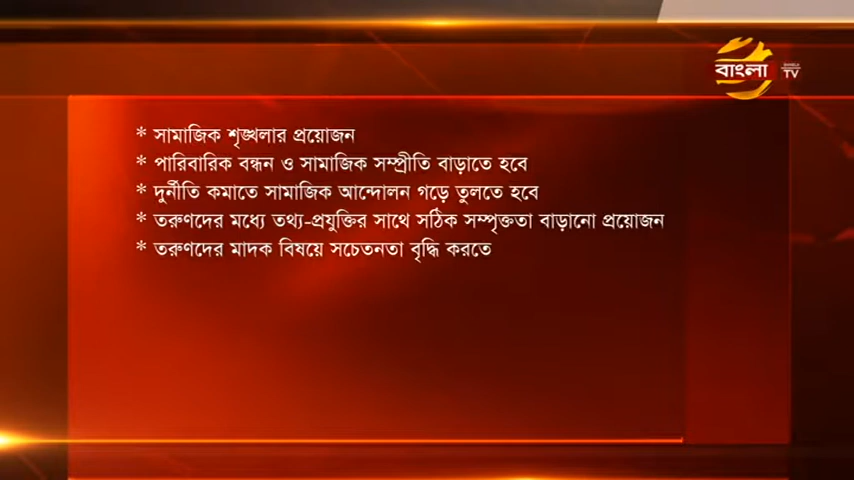 বাংলা
BANGLA
TV
* সামাজিক শৃঙ্খলার প্রয়োজন
* পারিবারিক বন্ধন ও সামাজিক সম্প্রীতি বাড়াতে হবে
* দুর্নীতি কমাতে সামাজিক আন্দোলন গড়ে তুলতে হবে
* তরুণদের মধ্যে তথ্য-প্রযুক্তির সাথে সঠিক সম্পৃক্ততা বাড়ানো প্রয়োজন
* তরুণদের মাদক বিষয়ে সচেতনতা বৃদ্ধি করতে